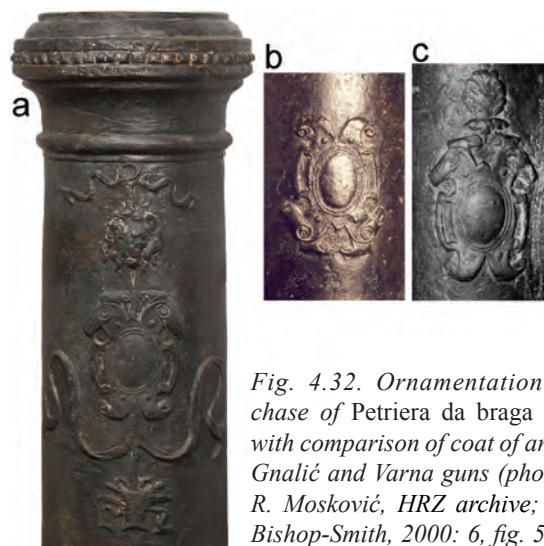 a
b
c
Fig. 4.32. Ornamentation
chase of Petriera da braga
with comparison of coat of ar
Gnalić and Varna guns (pho
R. Mosković, HRZ archive;
Bishop-Smith, 2000: 6, fig. 5